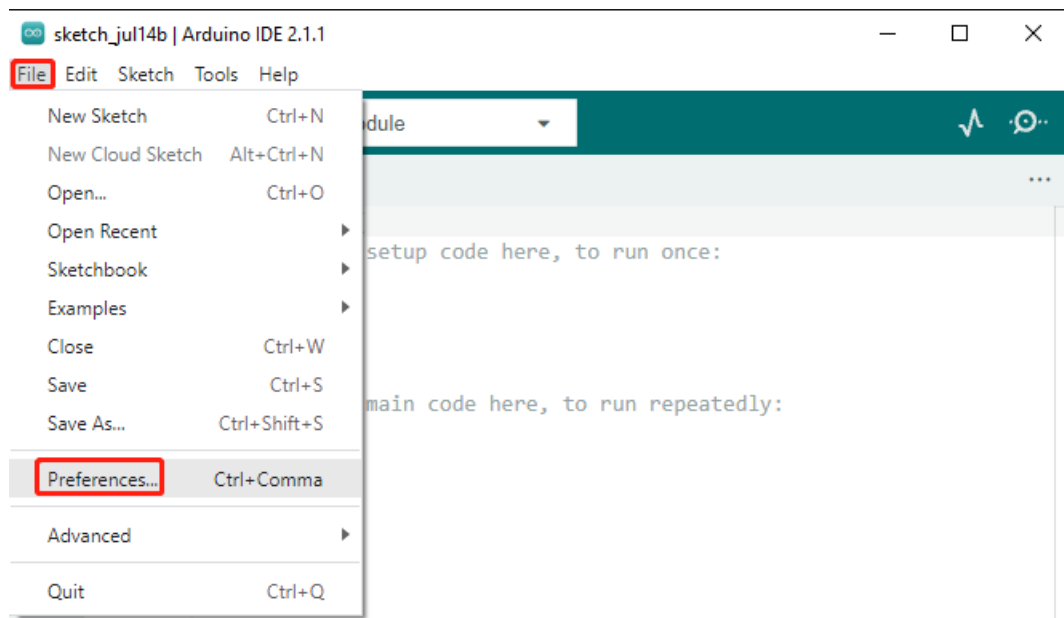 sketch_jul14b | Arduino IDE 2.1.1
File Edit Sketch Tools Help
New Sketch Ctrl+N
dule
New Cloud Sketch Alt+Ctrl+N
Open... Ctrl+O
Open Recent
setup code here, to run once:
Sketchbook
Examples
Close Ctrl+W
Save Ctrl+S
main code here, to run repeatedly:
Save As... Ctrl+Shift+S
Preferences... Ctrl+Comma
Advanced
Quit Ctrl+Q